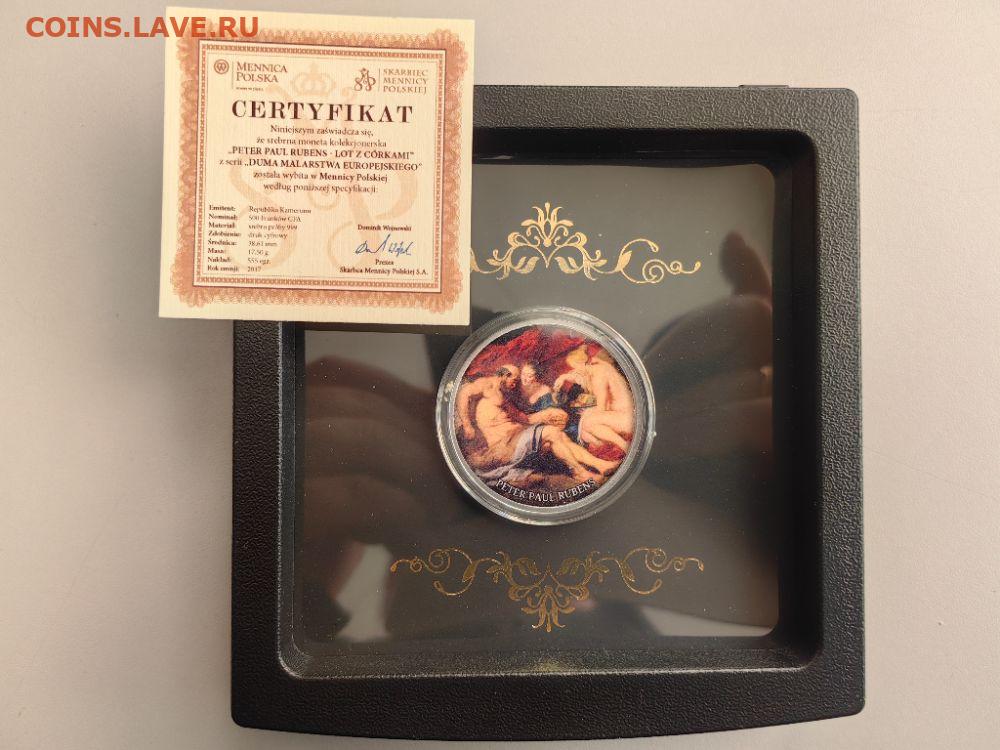 COINS.LAVE.RU
MENNICA
POLSKA
SKARBIEC
MENNICY
POLSKIEJ
CERTYFIKAT
Niniejszym zaświadcza się,
że srebrna moneta kolekcjonerska
„PETER PAUL RUBENS - LOT Z CÓRKAMI”
z serii „DUMA MALARSTWA EUROPEJSKIEGO”
została wybita w Mennicy Polskiej
według poniższej specyfikacji:
Emitent: Republika Kamerunu
Nominał: 500 franków CFA
Materiał: srebro próby 999
Zdobienie: druk cyfrowy
Średnica: 38,61 mm
Masa: 17,50 g
Nakład: 555 egz.
Rok emisji: 2017
Dominik Wojnowski
Prezes
Skarbca Mennicy Polskiej S.A.
PETER PAUL RUBENS